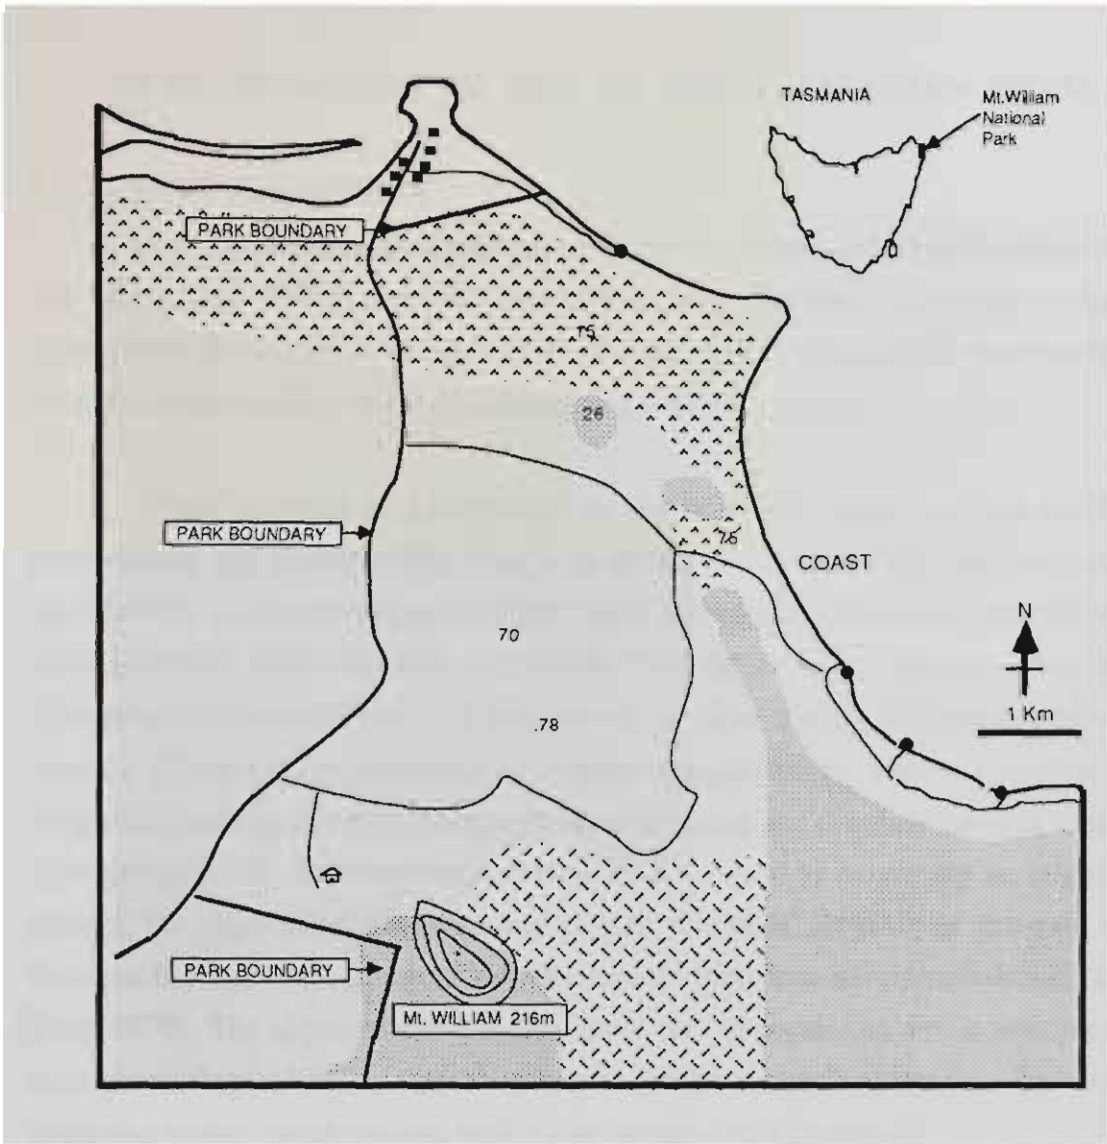 TASMANIA
Mt.William
National
Park
PARK BOUNDARY
15
26
PARK BOUNDARY
76
COAST
70
N
1 Km
.78
PARK BOUNDARY
Mt. WILLIAM 216m